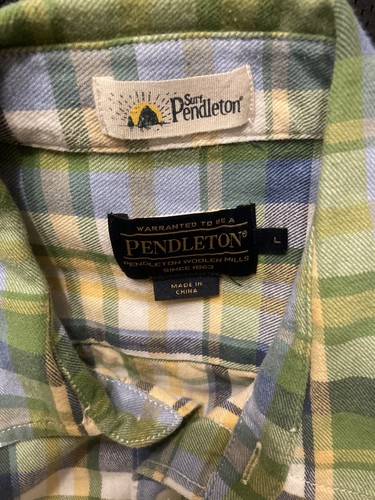 Surf
Pendleton®
WARRANTED TO BE A
PENDLETON®
PENDLETON WOOLEN MILLS
SINCE 1863
L
MADE IN
CHINA